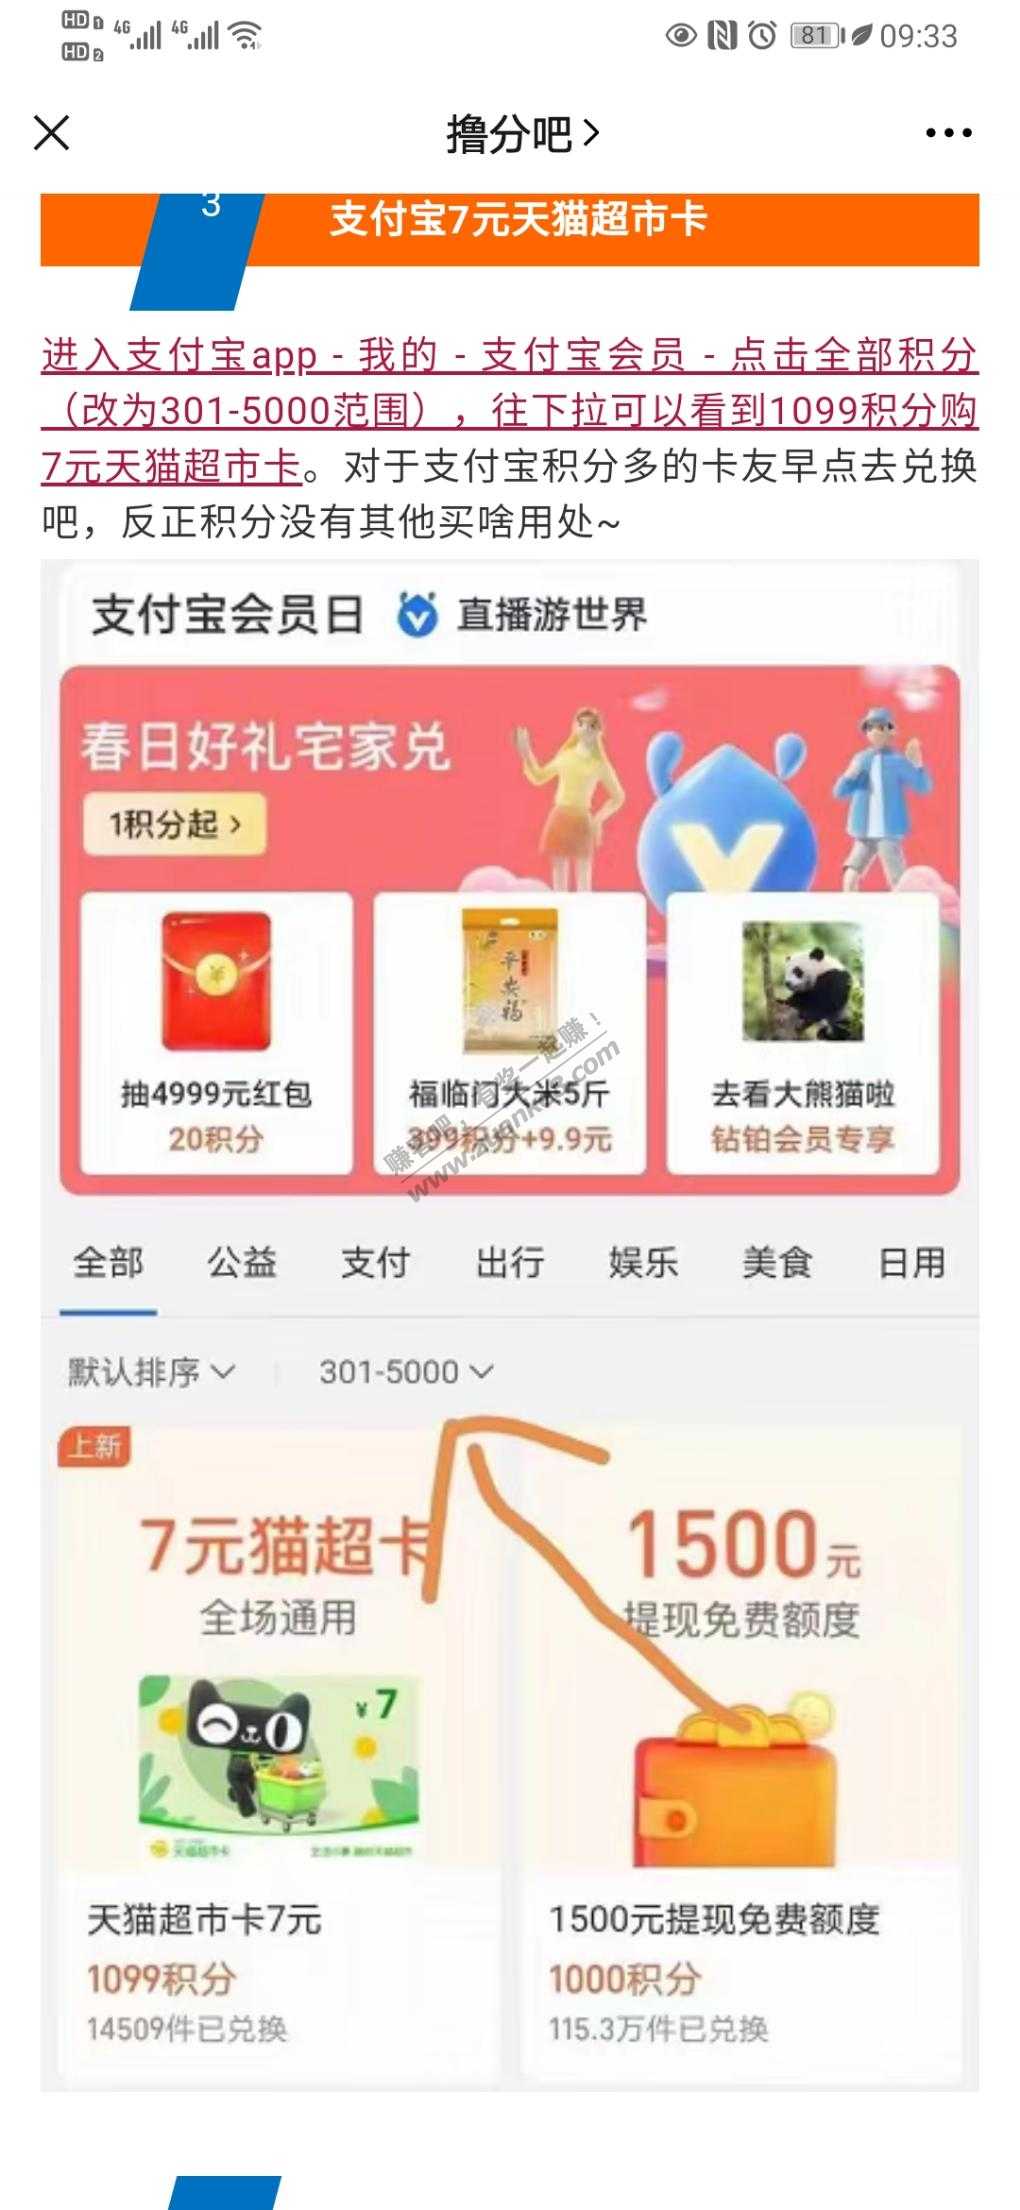 HD 1 4G 4G 81 09:33
HD 2
撸分吧
3
支付宝7元天猫超市卡
进入支付宝app - 我的 - 支付宝会员 - 点击全部积分
（改为301-5000范围），往下拉可以看到1099积分购
7元天猫超市卡。对于支付宝积分多的卡友早点去兑换
吧，反正积分没有其他买啥用处~
支付宝会员日 直播游世界
春日好礼宅家兑
1积分起 >
平安福
抽4999元红包 福临门大米5斤 去看大熊猫啦
20积分 399积分+9.9元 钻铂会员专享
赚客吧，有奖一起赚！
www.zuanke8.com
全部 公益 支付 出行 娱乐 美食 日用
默认排序 301-5000
上新
7元猫超卡 1500元
全场通用 提现免费额度
¥7
天猫超市卡
天猫超市卡7元 1500元提现免费额度
1099积分 1000积分
14509件已兑换 115.3万件已兑换